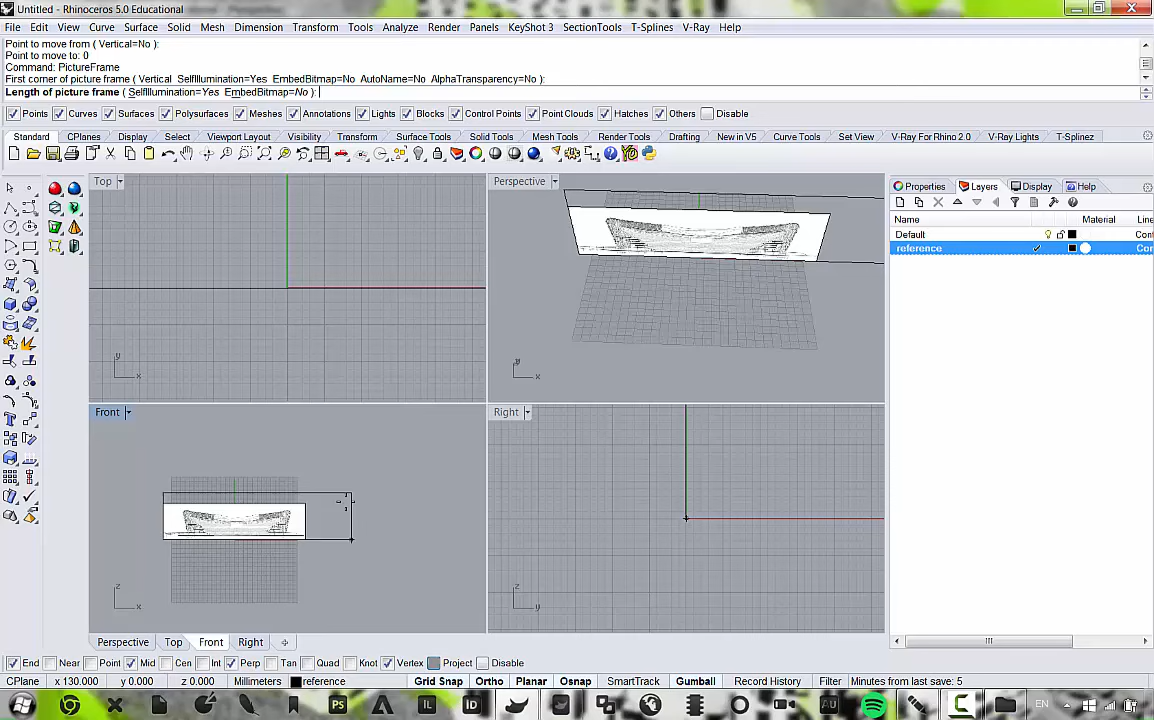 Untitled - Rhinoceros 5.0 Educational
File Edit View Curve Surface Solid Mesh Dimension Transform Tools Analyze Render Panels KeyShot 3 SectionTools T-Splines V-Ray Help
Point to move from ( Vertical=No ):
Point to move to: 0
Command: PictureFrame
First corner of picture frame ( Vertical SelfIllumination=Yes EmbedBitmap=No AutoName=No AlphaTransparency=No ):
Length of picture frame ( SelfIllumination=Yes EmbedBitmap=No ):
Points Curves Surfaces Polysurfaces Meshes Annotations Lights Blocks Control Points Point Clouds Hatches Others Disable
Standard CPlanes Display Select Viewport Layout Visibility Transform Surface Tools Solid Tools Mesh Tools Render Tools Drafting New in V5 Curve Tools Set View V-Ray For Rhino 2.0 V-Ray Lights T-Splinez
Top Perspective Properties Layers Display Help
Name Material Line
Default Cont
reference Cor
y x x
Front Right
z x z y
Perspective Top Front Right
End Near Point Mid Cen Int Perp Tan Quad Knot Vertex Project Disable
CPlane x 130.000 y 0.000 z 0.000 Millimeters reference Grid Snap Ortho Planar Osnap SmartTrack Gumball Record History Filter Minutes from last save: 5
PS IL ID AU EN